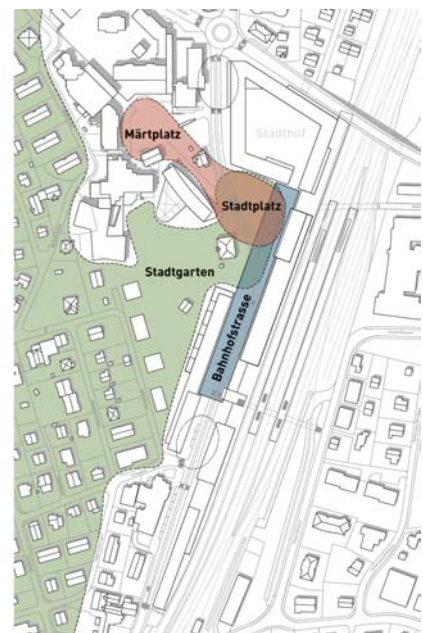 Märtplatz
Stadthof
Stadtplatz
Stadtgarten
Bahnhofstrasse